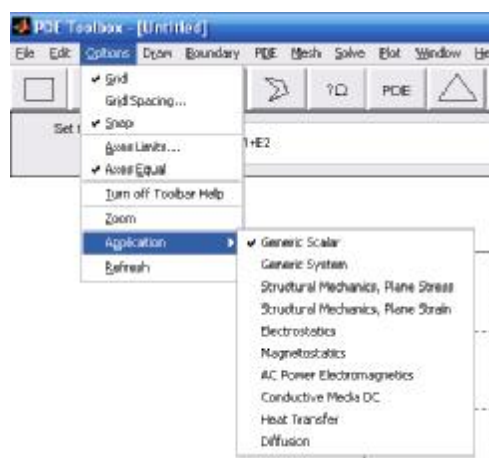 PDE Toolbox - [Untitled]
File Edit Options Draw Boundary PDE Mesh Solve Plot Window He
Grid
Grid Spacing...
Snap
Axes Limits...
Axes Equal
Turn off Toolbar Help
Zoom
Application
Refresh
?Ω PDE
Set
1+E2
Generic Scalar
Generic System
Structural Mechanics, Plane Stress
Structural Mechanics, Plane Strain
Electrostatics
Magnetostatics
AC Power Electromagnetics
Conductive Media DC
Heat Transfer
Diffusion